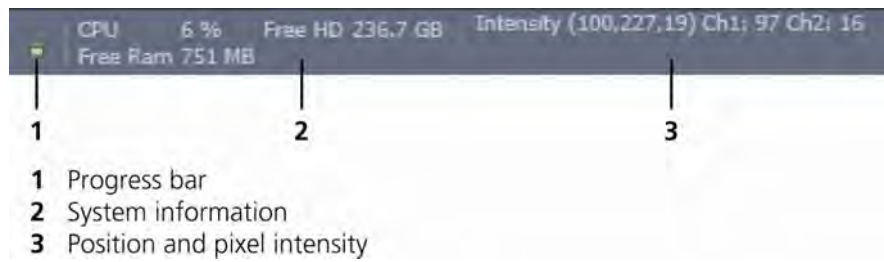 CPU 6 % Free HD 236.7 GB Intensity (100,227,19) Ch1: 97 Ch2: 16
Free Ram 751 MB
1 2 3
1 Progress bar
2 System information
3 Position and pixel intensity